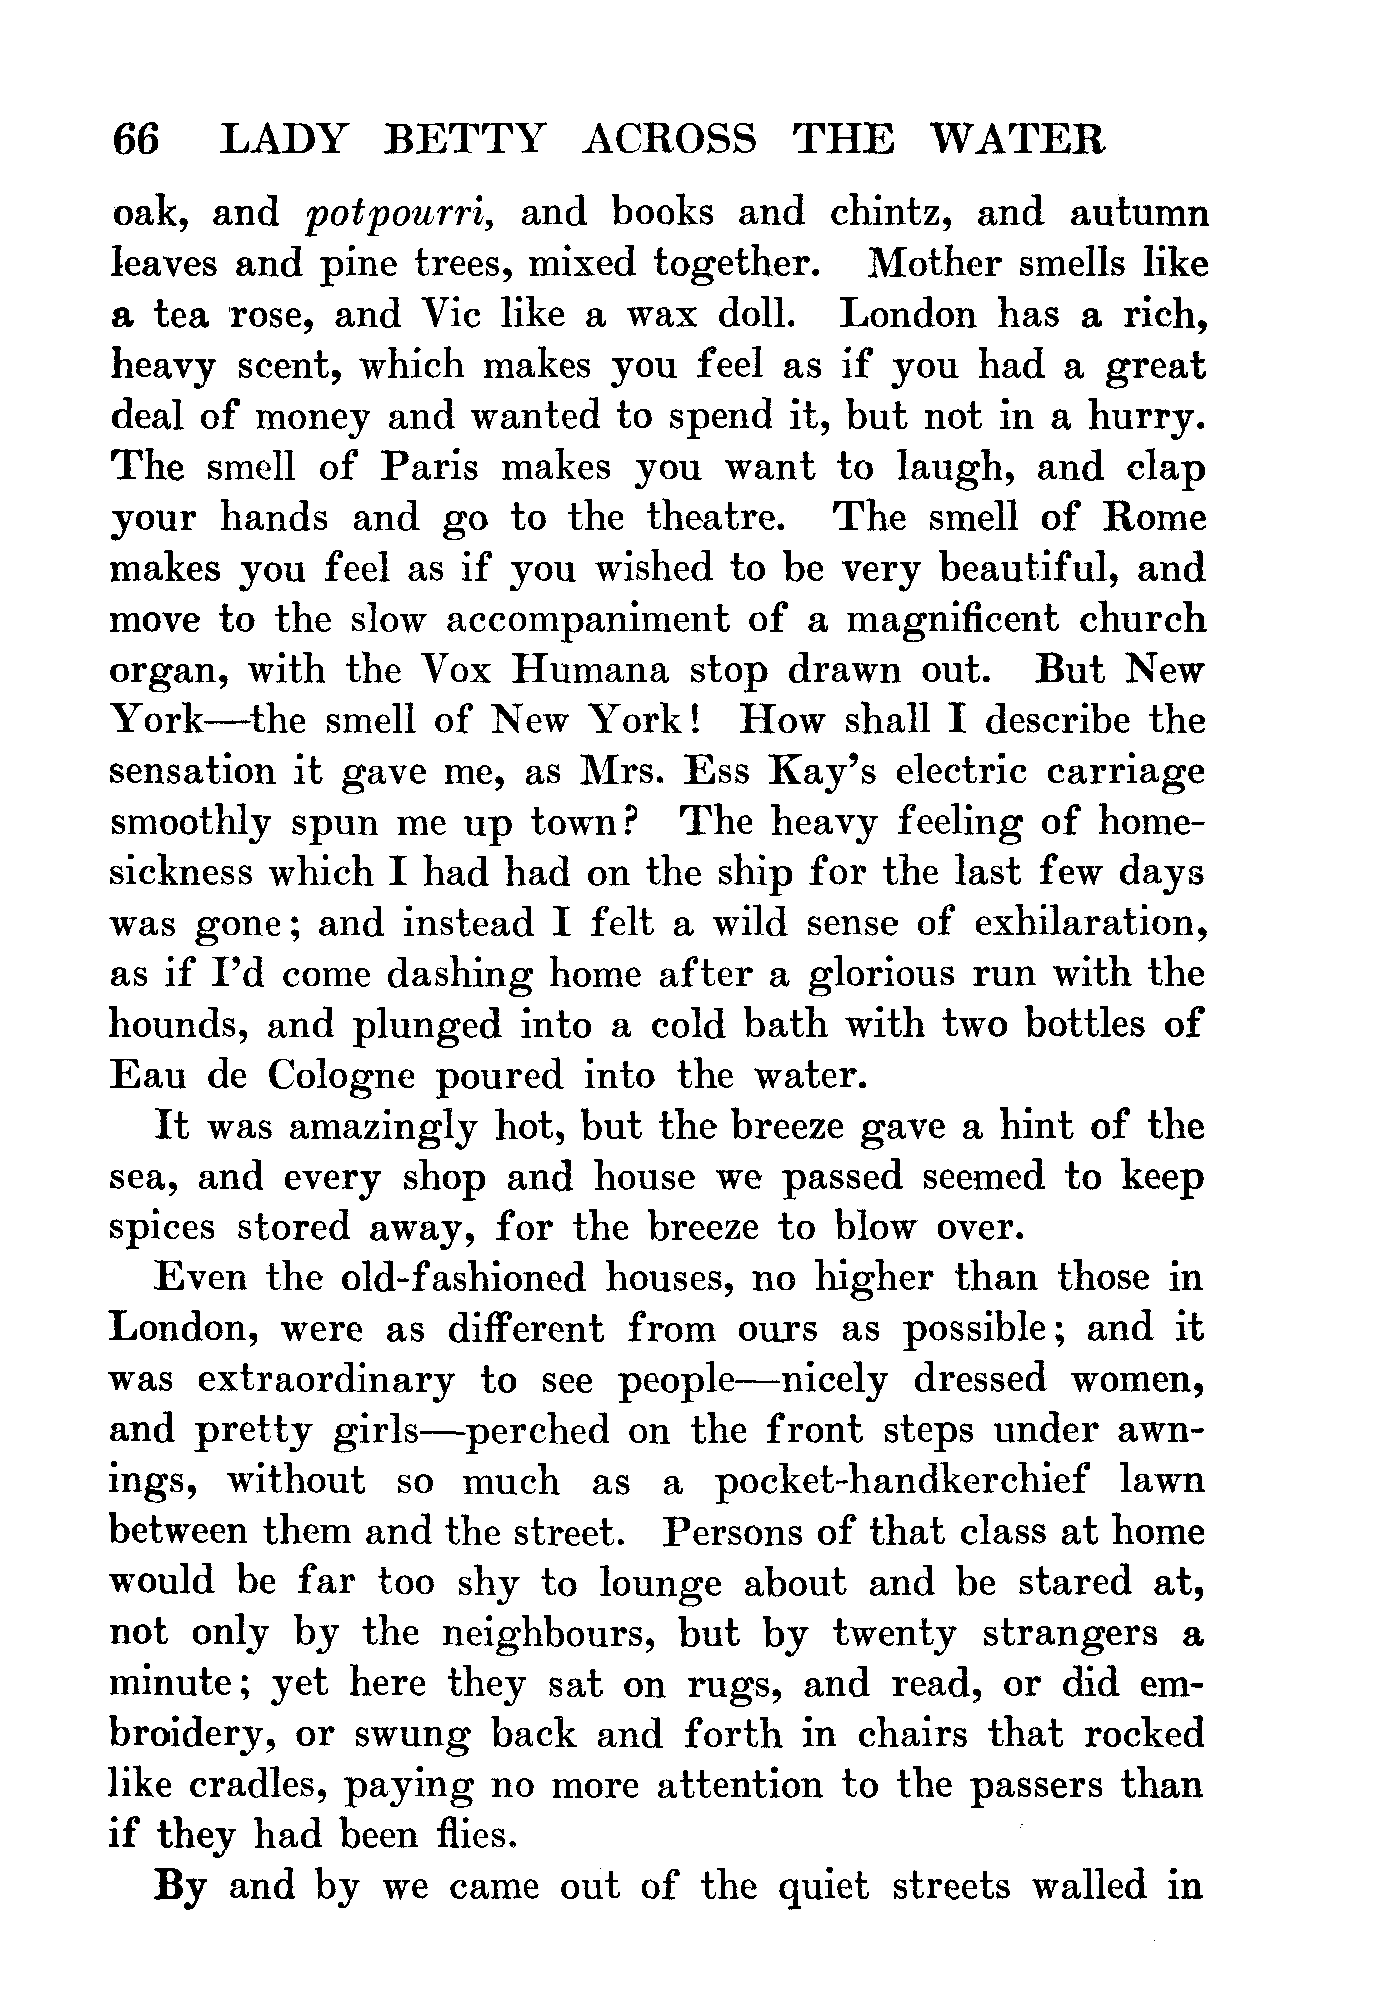 66 LADY BETTY ACROSS THE WATER
oak, and potpourri, and books and chintz, and autumn
leaves and pine trees, mixed together. Mother smells like
a tea rose, and Vic like a wax doll. London has a rich,
heavy scent, which makes you feel as if you had a great
deal of money and wanted to spend it, but not in a hurry.
The smell of Paris makes you want to laugh, and clap
your hands and go to the theatre. The smell of Rome
makes you feel as if you wished to be very beautiful, and
move to the slow accompaniment of a magnificent church
organ, with the Vox Humana stop drawn out. But New
York—the smell of New York! How shall I describe the
sensation it gave me, as Mrs. Ess Kay's electric carriage
smoothly spun me up town? The heavy feeling of home-
sickness which I had had on the ship for the last few days
was gone; and instead I felt a wild sense of exhilaration,
as if I'd come dashing home after a glorious run with the
hounds, and plunged into a cold bath with two bottles of
Eau de Cologne poured into the water.
It was amazingly hot, but the breeze gave a hint of the
sea, and every shop and house we passed seemed to keep
spices stored away, for the breeze to blow over.
Even the old-fashioned houses, no higher than those in
London, were as different from ours as possible; and it
was extraordinary to see people—nicely dressed women,
and pretty girls—perched on the front steps under awn-
ings, without so much as a pocket-handkerchief lawn
between them and the street. Persons of that class at home
would be far too shy to lounge about and be stared at,
not only by the neighbours, but by twenty strangers a
minute; yet here they sat on rugs, and read, or did em-
broidery, or swung back and forth in chairs that rocked
like cradles, paying no more attention to the passers than
if they had been flies.
By and by we came out of the quiet streets walled in